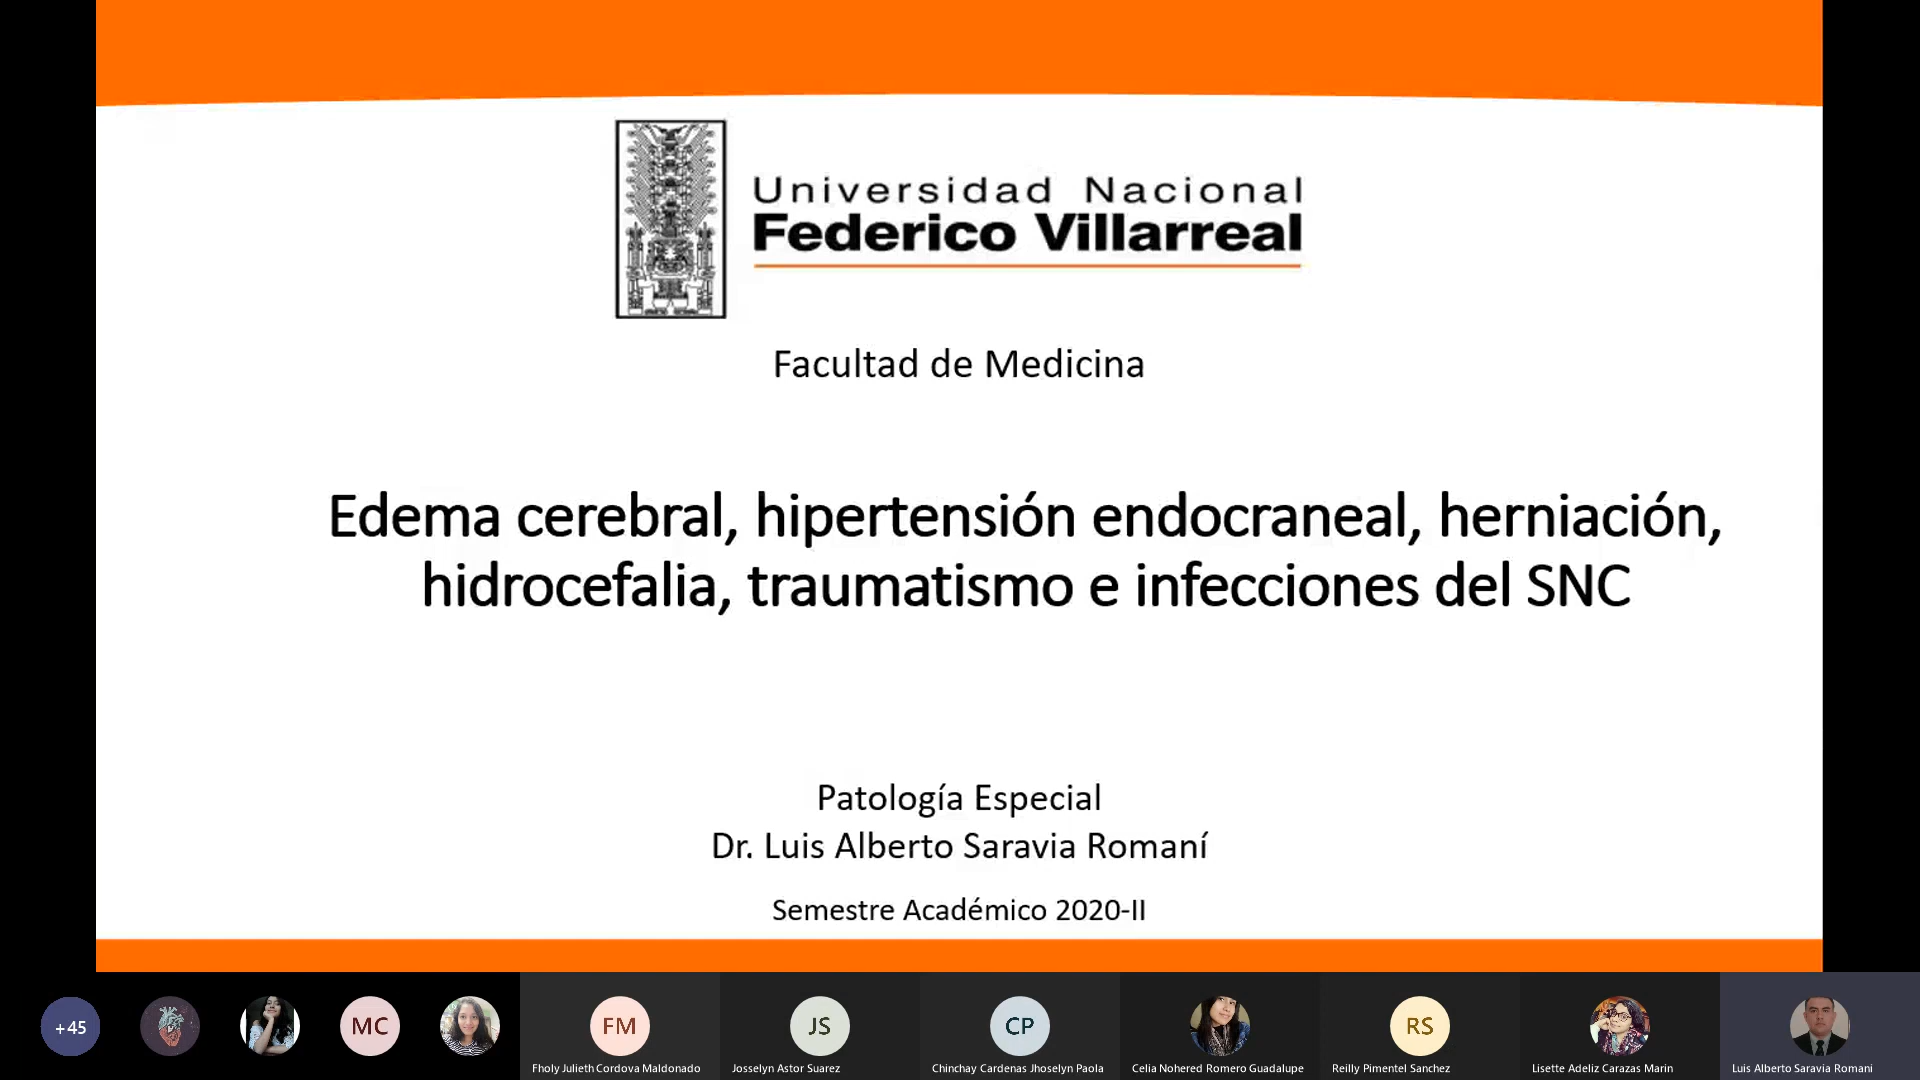 Universidad Nacional
Federico Villarreal
Facultad de Medicina
Edema cerebral, hipertensión endocraneal, herniación,
hidrocefalia, traumatismo e infecciones del SNC
Patología Especial
Dr. Luis Alberto Saravia Romaní
Semestre Académico 2020-II
+45
MC
FM
JS
CP
RS
Fholy Julieth Cordova Maldonado
Josselyn Astor Suarez
Chinchay Cardenas Jhoselyn Paola
Celia Nohered Romero Guadalupe
Reilly Pimentel Sanchez
Lisette Adeliz Carazas Marin
Luis Alberto Saravia Romani